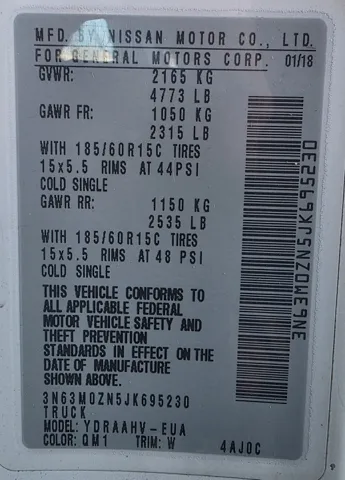 MFD. BY NISSAN MOTOR CO., LTD.
FOR GENERAL MOTORS CORP. 01/18
GVWR: 2165 KG
4773 LB
GAWR FR: 1050 KG
2315 LB
WITH 185/60R15C TIRES
15x5.5 RIMS AT 44PSI
COLD SINGLE
GAWR RR: 1150 KG
2535 LB
WITH 185/60R15C TIRES
15x5.5 RIMS AT 48 PSI
COLD SINGLE
THIS VEHICLE CONFORMS TO
ALL APPLICABLE FEDERAL
MOTOR VEHICLE SAFETY AND
THEFT PREVENTION
STANDARDS IN EFFECT ON THE
DATE OF MANUFACTURE
SHOWN ABOVE.
3N63M0ZN5JK695230
TRUCK
MODEL: YDRAAHV-EUA
COLOR: QM1 TRIM: W 4AJ0C
3N63M0ZN5JK695230